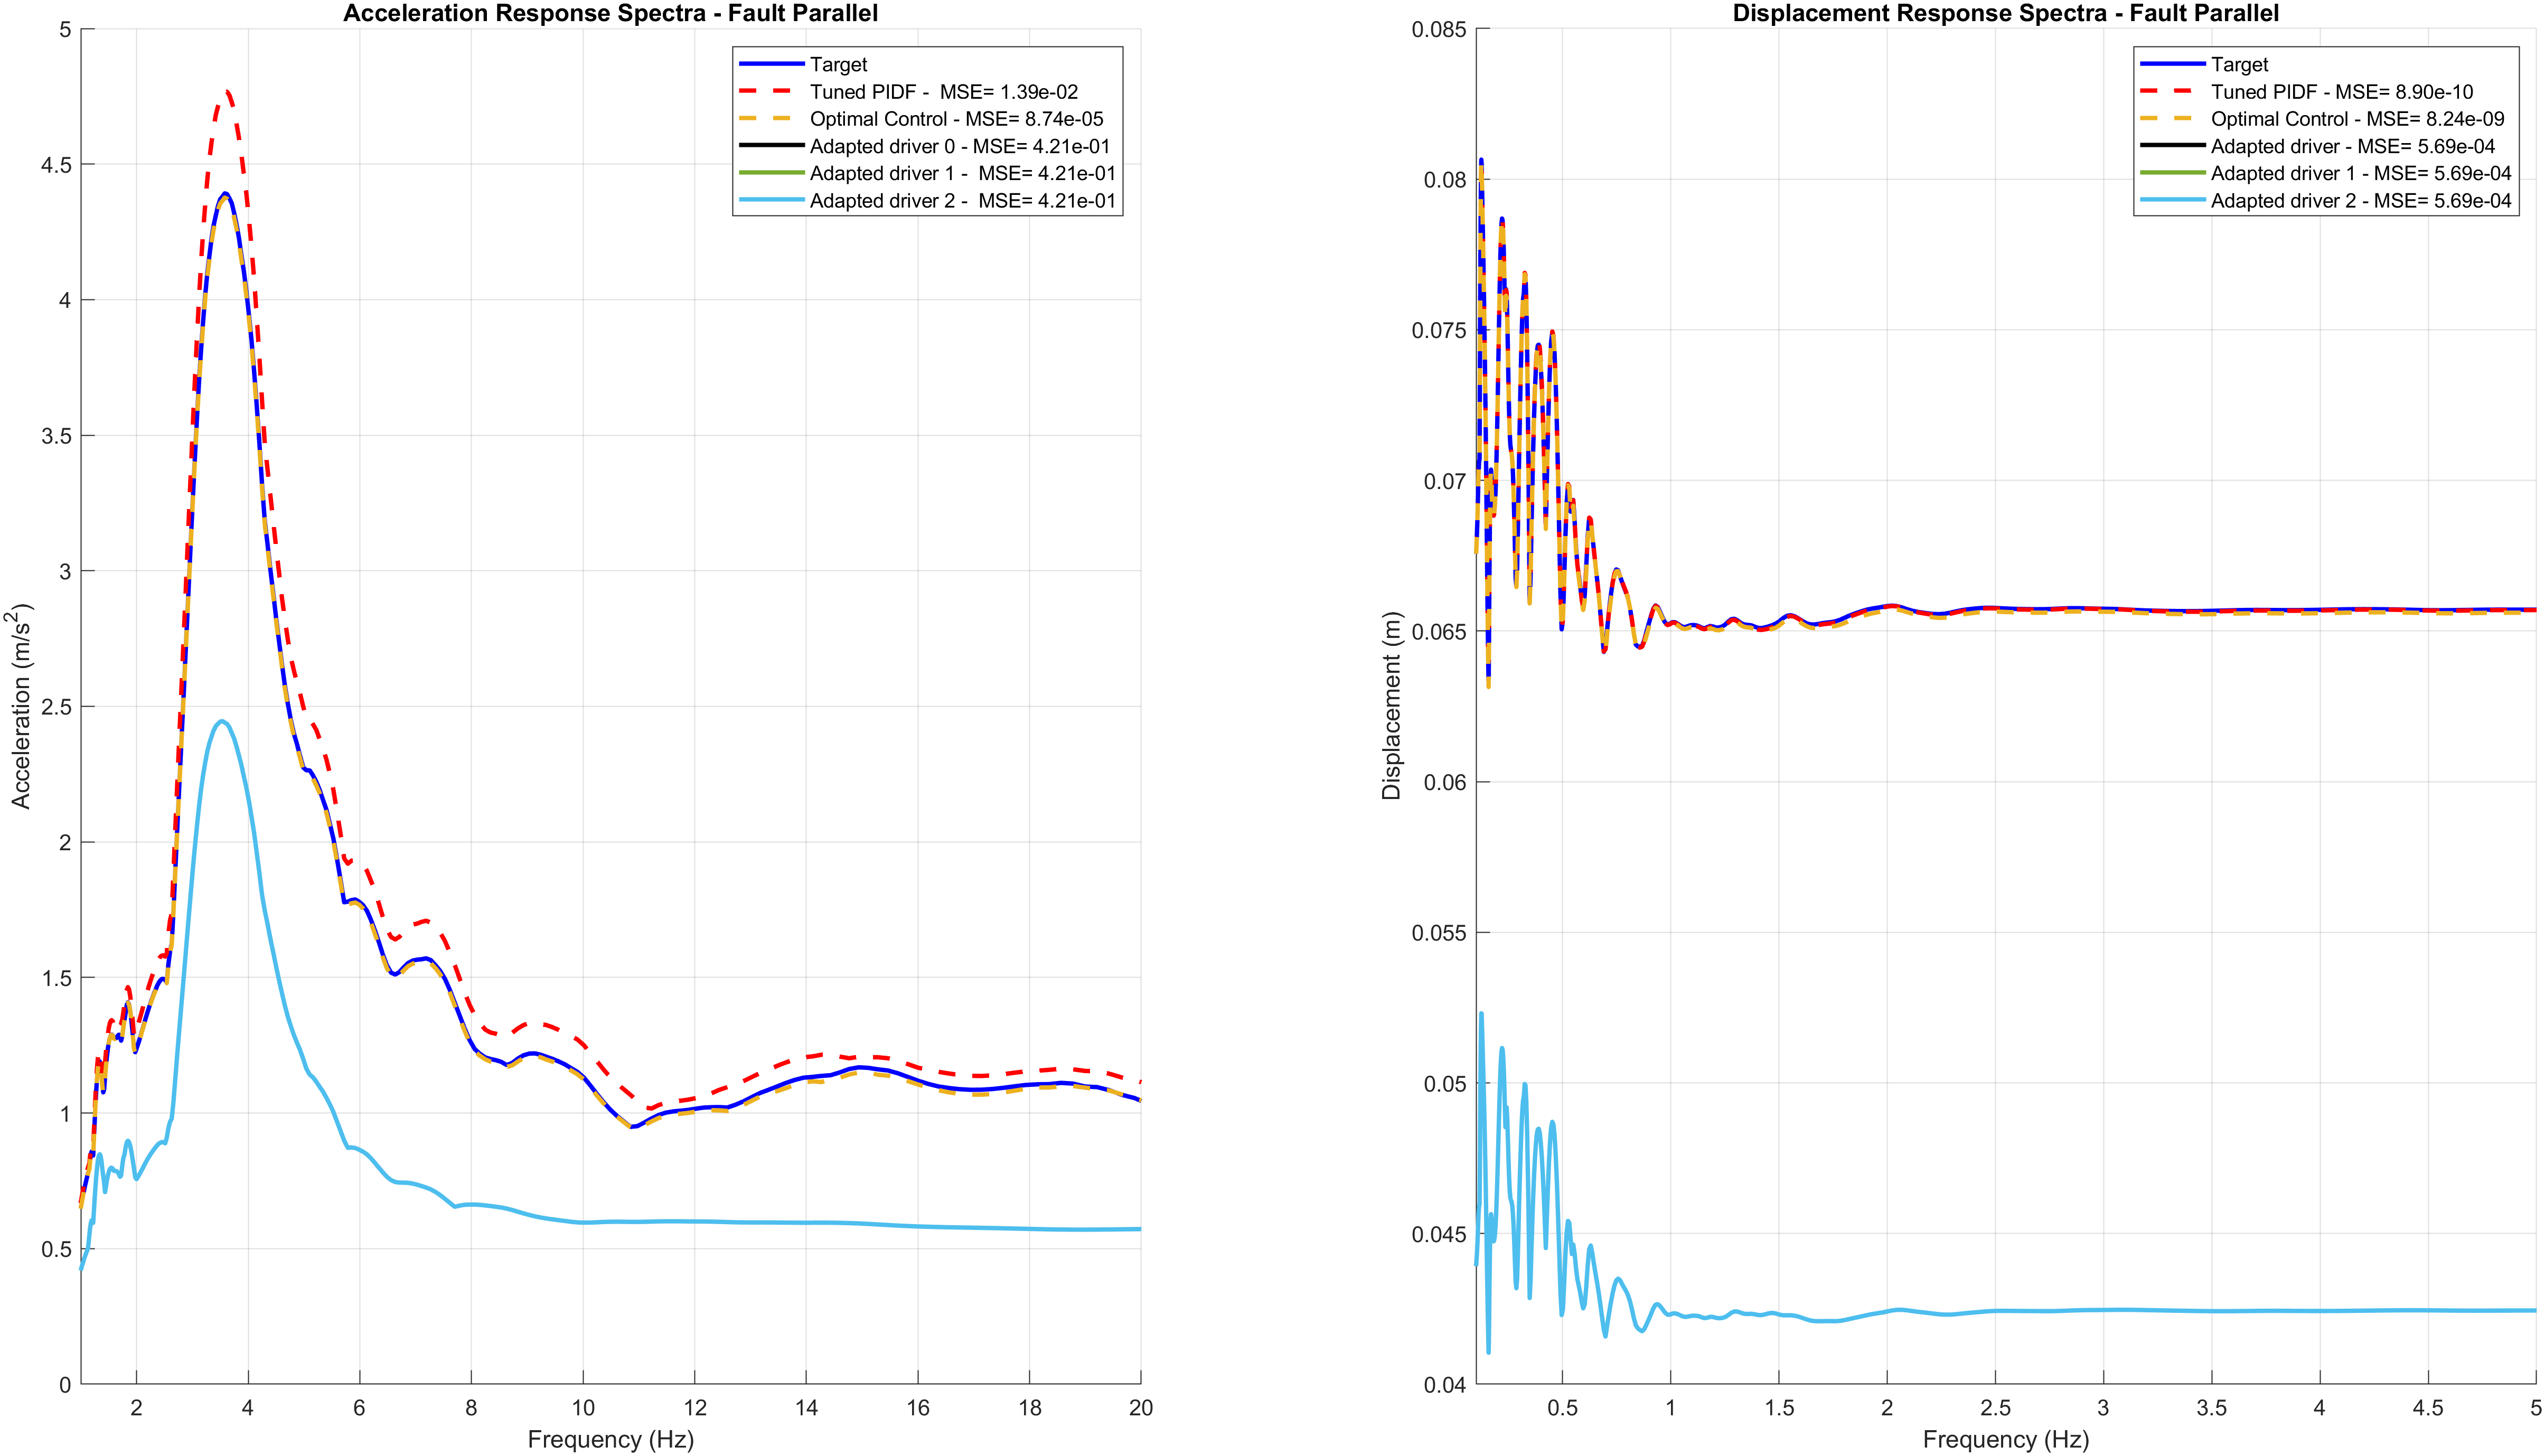 Acceleration Response Spectra - Fault Parallel
Target
Tuned PIDF -  MSE= 1.39e-02
Optimal Control - MSE= 8.74e-05
Adapted driver 0 - MSE= 4.21e-01
Adapted driver 1 -  MSE= 4.21e-01
Adapted driver 2 -  MSE= 4.21e-01
5
4.5
4
3.5
3
2.5
2
1.5
1
0.5
0
Acceleration (m/s²)
2 4 6 8 10 12 14 16 18 20
Frequency (Hz)
Displacement Response Spectra - Fault Parallel
Target
Tuned PIDF - MSE= 8.90e-10
Optimal Control - MSE= 8.24e-09
Adapted driver - MSE= 5.69e-04
Adapted driver 1 - MSE= 5.69e-04
Adapted driver 2 - MSE= 5.69e-04
0.085
0.08
0.075
0.07
0.065
0.06
0.055
0.05
0.045
0.04
Displacement (m)
0.5 1 1.5 2 2.5 3 3.5 4 4.5 5
Frequency (Hz)